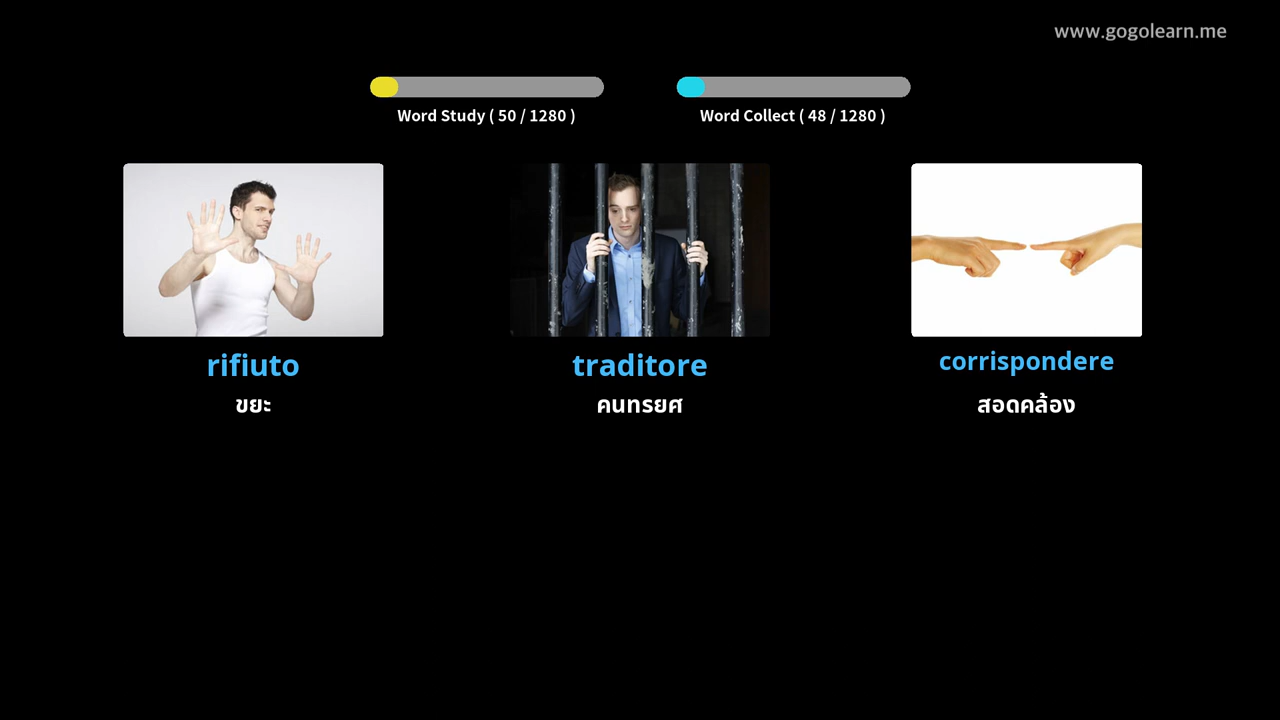 www.gogolearn.me
Word Study ( 50 / 1280 )
Word Collect ( 48 / 1280 )
rifiuto
traditore
corrispondere
ขยะ
คนทรยศ
สอดคล้อง